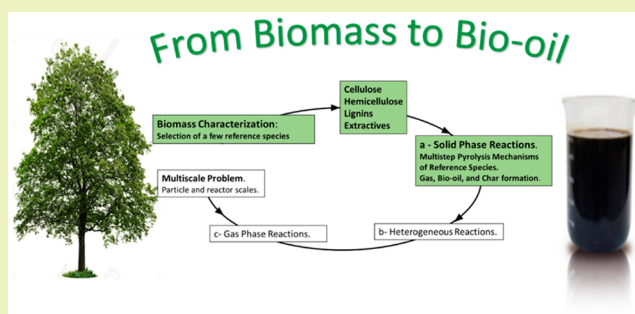 From Biomass to Bio-oil
Cellulose
Hemicellulose
Lignins
Extractives
Biomass Characterization:
Selection of a few reference species
a - Solid Phase Reactions.
Multistep Pyrolysis Mechanisms
of Reference Species.
Gas, Bio-oil, and Char formation.
Multiscale Problem.
Particle and reactor scales.
c- Gas Phase Reactions.
b- Heterogeneous Reactions.